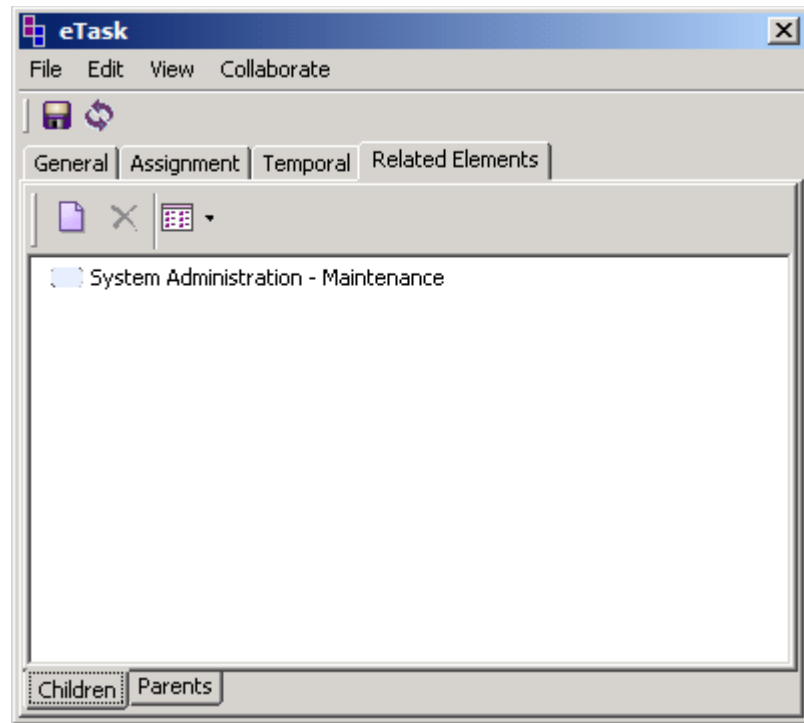 eTask
File Edit View Collaborate
General Assignment Temporal Related Elements
System Administration - Maintenance
Children Parents